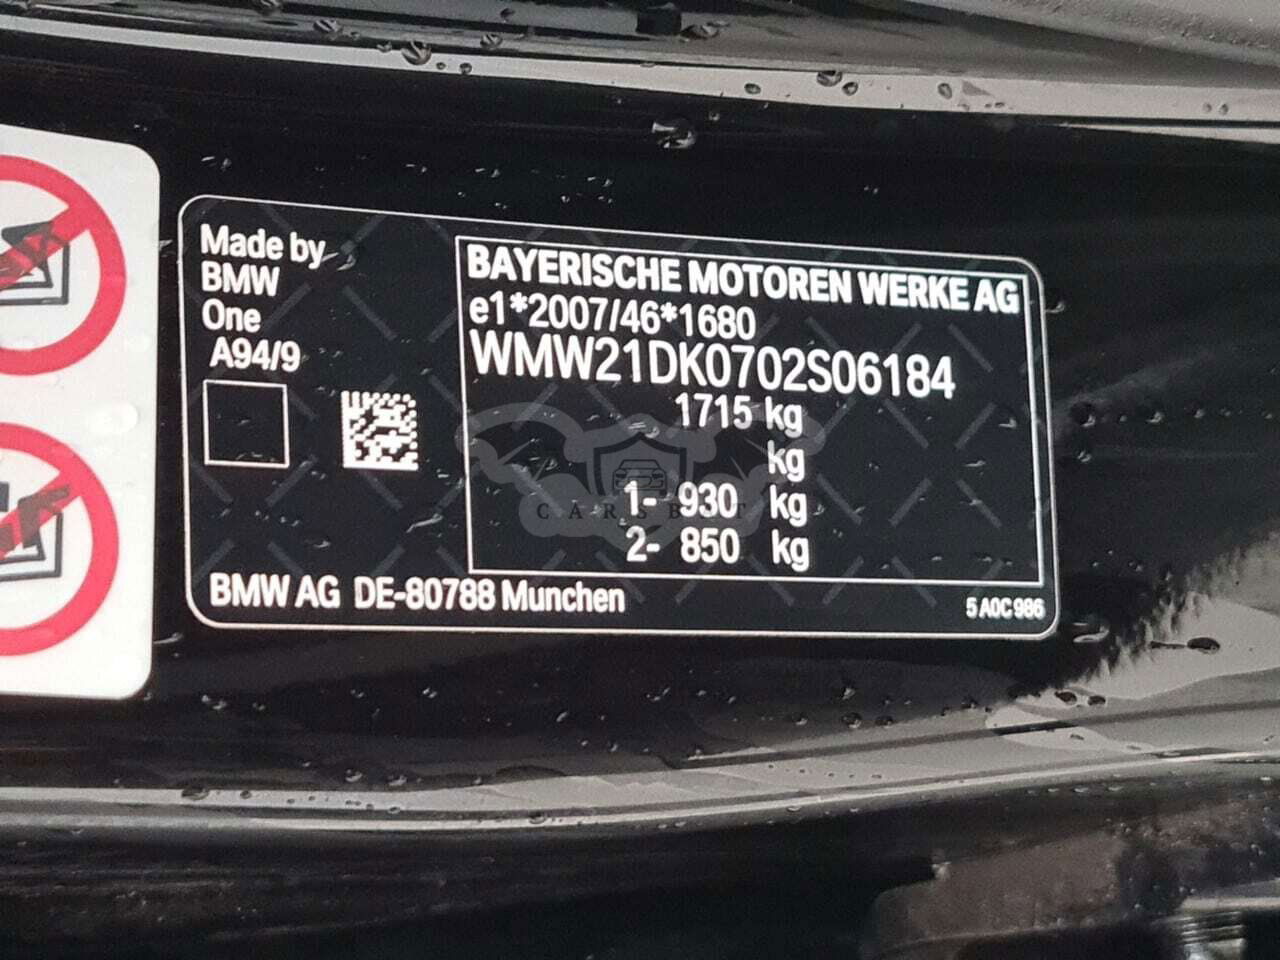 Made by
BMW
One
A94/9
BAYERISCHE MOTOREN WERKE AG
e1*2007/46*1680
WMW21DK0702S06184
1715 kg
kg
1- 930 kg
2- 850 kg
CARSBOT
BMW AG DE-80788 Munchen
5 A0C 986